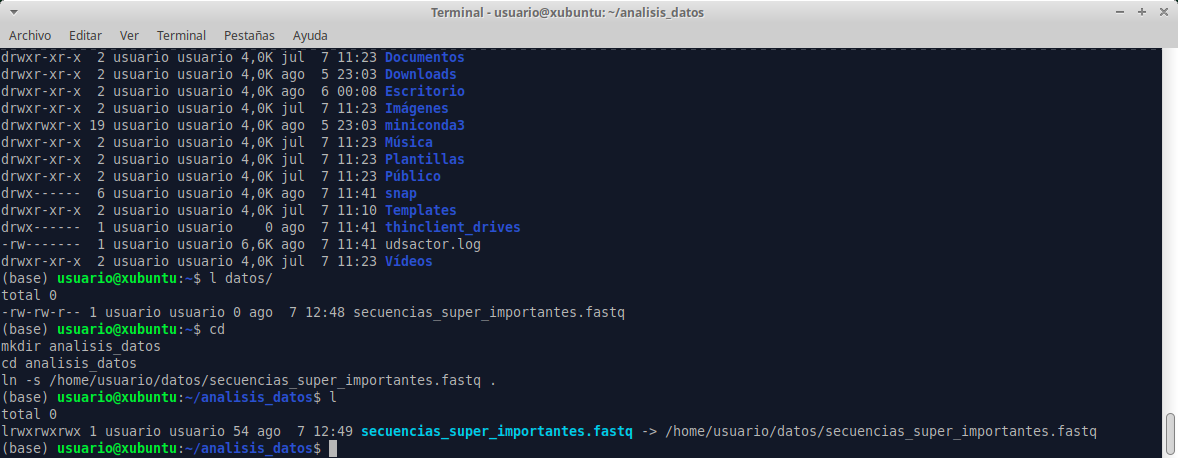 Terminal - usuario@xubuntu: ~/analisis_datos
Archivo Editar Ver Terminal Pestañas Ayuda
drwxr-xr-x  2 usuario usuario 4,0K jul  7 11:23 Documentos
drwxr-xr-x  2 usuario usuario 4,0K ago  5 23:03 Downloads
drwxr-xr-x  2 usuario usuario 4,0K ago  6 00:08 Escritorio
drwxr-xr-x  2 usuario usuario 4,0K jul  7 11:23 Imágenes
drwxrwxr-x 19 usuario usuario 4,0K ago  5 23:03 miniconda3
drwxr-xr-x  2 usuario usuario 4,0K jul  7 11:23 Música
drwxr-xr-x  2 usuario usuario 4,0K jul  7 11:23 Plantillas
drwxr-xr-x  2 usuario usuario 4,0K jul  7 11:23 Público
drwx------  6 usuario usuario 4,0K ago  7 11:41 snap
drwxr-xr-x  2 usuario usuario 4,0K jul  7 11:10 Templates
drwx------  1 usuario usuario    0 ago  7 11:41 thinclient_drives
-rw-------  1 usuario usuario 6,6K ago  7 11:41 udsactor.log
drwxr-xr-x  2 usuario usuario 4,0K jul  7 11:23 Vídeos
(base) usuario@xubuntu:~$ l datos/
total 0
-rw-rw-r-- 1 usuario usuario 0 ago  7 12:48 secuencias_super_importantes.fastq
(base) usuario@xubuntu:~$ cd
mkdir analisis_datos
cd analisis_datos
ln -s /home/usuario/datos/secuencias_super_importantes.fastq .
(base) usuario@xubuntu:~/analisis_datos$ l
total 0
lrwxrwxrwx 1 usuario usuario 54 ago  7 12:49 secuencias_super_importantes.fastq -> /home/usuario/datos/secuencias_super_importantes.fastq
(base) usuario@xubuntu:~/analisis_datos$